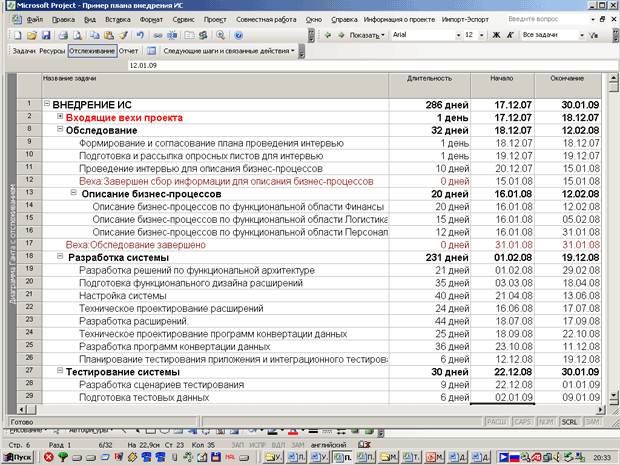 Microsoft Project - Пример плана внедрения ИС
Файл Правка Вид Вставка Формат Сервис Проект Совместная работа Окно Справка Информация о проекте Импорт-Экспорт Введите вопрос
Показать Arial 12 Ж К Все задачи
Задачи Ресурсы Отслеживание Отчет Следующие шаги и связанные действия
12.01.09
Название задачи Длительность Начало Окончание
1 ВНЕДРЕНИЕ ИС 286 дней 17.12.07 30.01.09
2 Входящие вехи проекта 1 день 17.12.07 18.12.07
8 Обследование 32 дней 18.12.07 12.02.08
9 Формирование и согласование плана проведения интервью 1 день 18.12.07 18.12.07
10 Подготовка и рассылка опросных листов для интервью 1 день 19.12.07 19.12.07
11 Проведение интервью для описания бизнес-процессов 10 дней 20.12.07 15.01.08
12 Веха:Завершен сбор информации для описания бизнес-процессов 0 дней 15.01.08 15.01.08
13 Описание бизнес-процессов 20 дней 16.01.08 12.02.08
14 Описание бизнес-процессов по функциональной области Финансы 20 дней 16.01.08 12.02.08
15 Описание бизнес-процессов по функциональной области Логистика 15 дней 16.01.08 05.02.08
16 Описание бизнес-процессов по функциональной области Персонал 12 дней 16.01.08 31.01.08
17 Веха:Обследование завершено 0 дней 31.01.08 31.01.08
18 Разработка системы 231 дней 01.02.08 19.12.08
19 Разработка решений по функциональной архитектуре 21 дней 01.02.08 29.02.08
20 Подготовка функционального дизайна расширений 35 дней 03.03.08 18.04.08
21 Настройка системы 40 дней 21.04.08 13.06.08
22 Техническое проектирование расширений 24 дней 16.06.08 17.07.08
23 Разработка расширений. 44 дней 18.07.08 17.09.08
24 Техническое проектирование программ конвертации данных 25 дней 18.09.08 22.10.08
25 Разработка программ конвертации данных 36 дней 23.10.08 11.12.08
26 Планирование тестирования приложения и интеграционного тестиров 6 дней 12.12.08 19.12.08
27 Тестирование системы 30 дней 22.12.08 30.01.09
28 Разработка сценариев тестирования 9 дней 22.12.08 01.01.09
29 Подготовка тестовых данных 6 дней 02.01.09 09.01.09
Диаграмма Ганта с отслеживанием
Готово РАСШ CAPS NUM SCRL ЗАМ
Рисование Автофигуры
Стр. 6 Разд 1 6/32 На 22,9см Ст 23 Кол 35 ЗАП ИСПР ВДЛ ЗАМ английский
Пуск 20:33